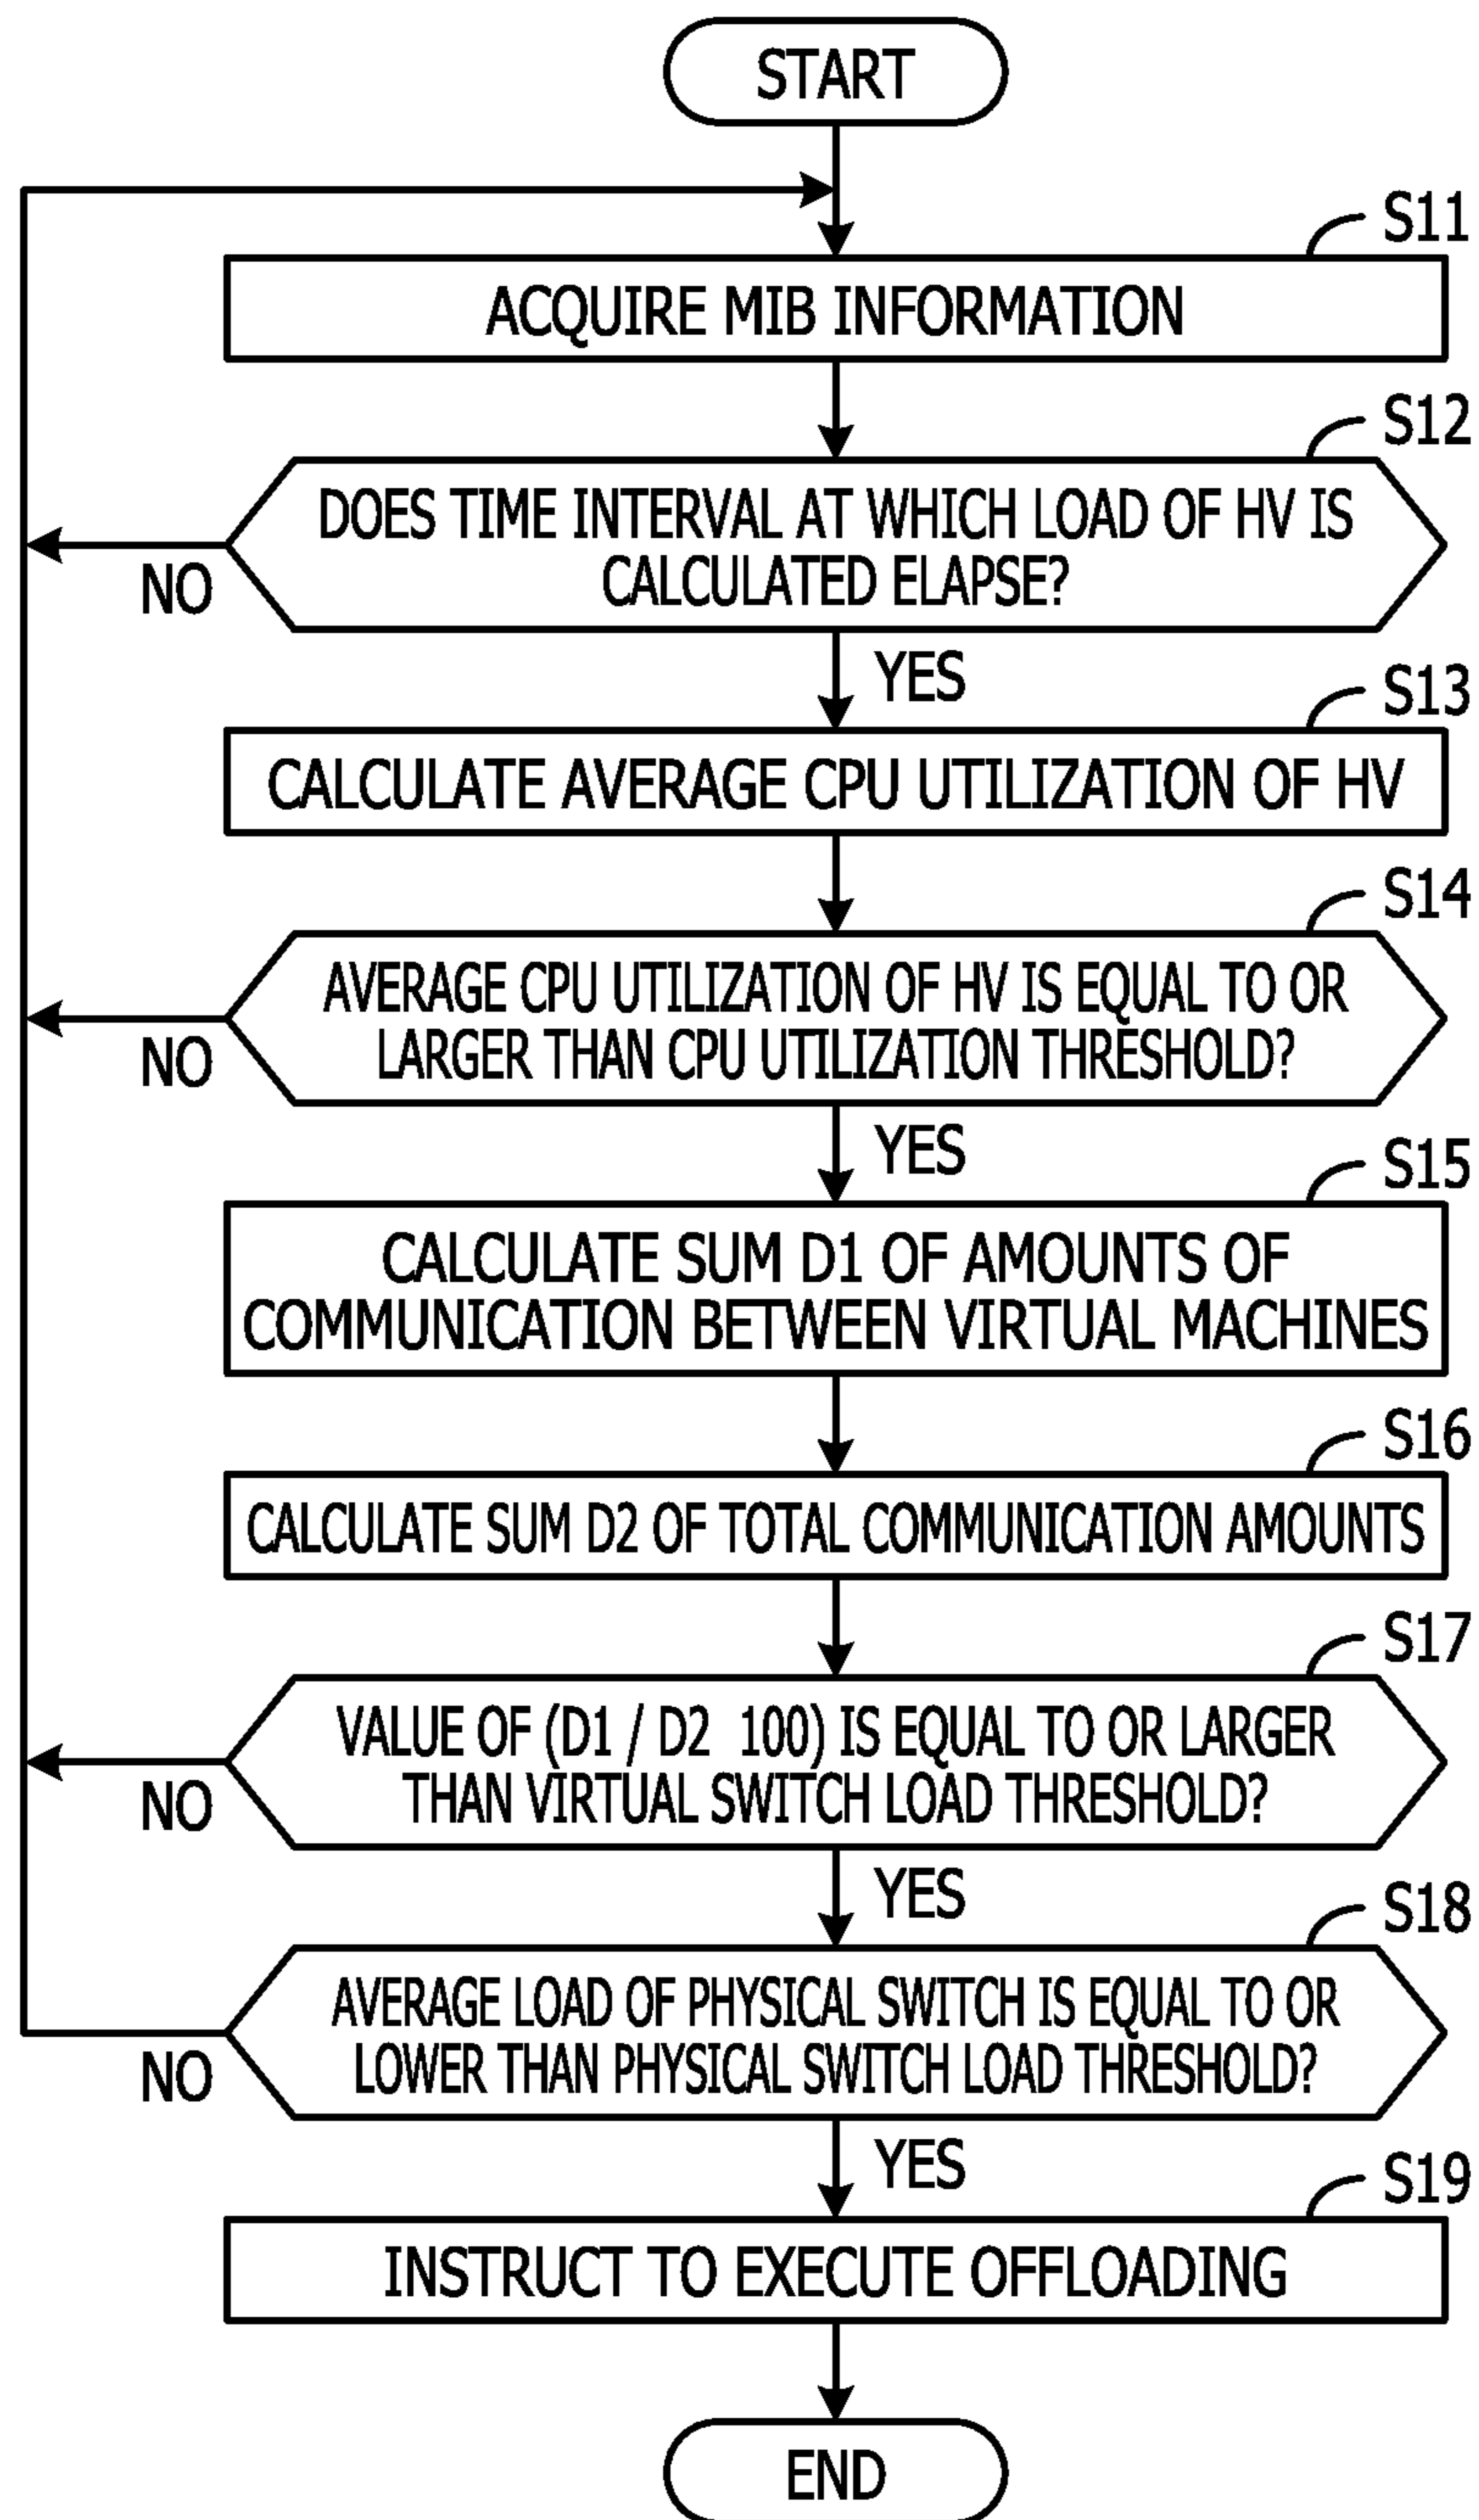 START
S11
ACQUIRE MIB INFORMATION
S12
DOES TIME INTERVAL AT WHICH LOAD OF HV IS
CALCULATED ELAPSE?
NO
YES
S13
CALCULATE AVERAGE CPU UTILIZATION OF HV
S14
AVERAGE CPU UTILIZATION OF HV IS EQUAL TO OR
LARGER THAN CPU UTILIZATION THRESHOLD?
NO
YES
S15
CALCULATE SUM D1 OF AMOUNTS OF
COMMUNICATION BETWEEN VIRTUAL MACHINES
S16
CALCULATE SUM D2 OF TOTAL COMMUNICATION AMOUNTS
S17
VALUE OF (D1 / D2 100) IS EQUAL TO OR LARGER
THAN VIRTUAL SWITCH LOAD THRESHOLD?
NO
YES
S18
AVERAGE LOAD OF PHYSICAL SWITCH IS EQUAL TO OR
LOWER THAN PHYSICAL SWITCH LOAD THRESHOLD?
NO
YES
S19
INSTRUCT TO EXECUTE OFFLOADING
END